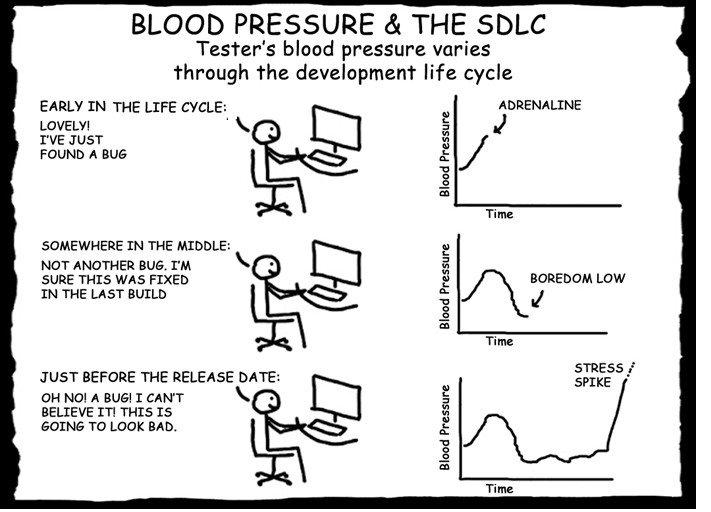 BLOOD PRESSURE & THE SDLC
Tester's blood pressure varies
through the development life cycle
EARLY IN THE LIFE CYCLE:
LOVELY!
I'VE JUST
FOUND A BUG
ADRENALINE
Blood Pressure
Time
SOMEWHERE IN THE MIDDLE:
NOT ANOTHER BUG. I'M
SURE THIS WAS FIXED
IN THE LAST BUILD
BOREDOM LOW
Blood Pressure
Time
JUST BEFORE THE RELEASE DATE:
OH NO! A BUG! I CAN'T
BELIEVE IT! THIS IS
GOING TO LOOK BAD.
STRESS
SPIKE
Blood Pressure
Time